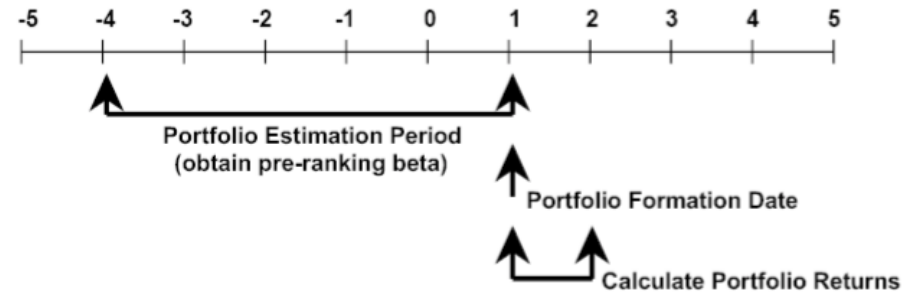 -5 -4 -3 -2 -1 0 1 2 3 4 5
Portfolio Estimation Period
(obtain pre-ranking beta)
Portfolio Formation Date
Calculate Portfolio Returns